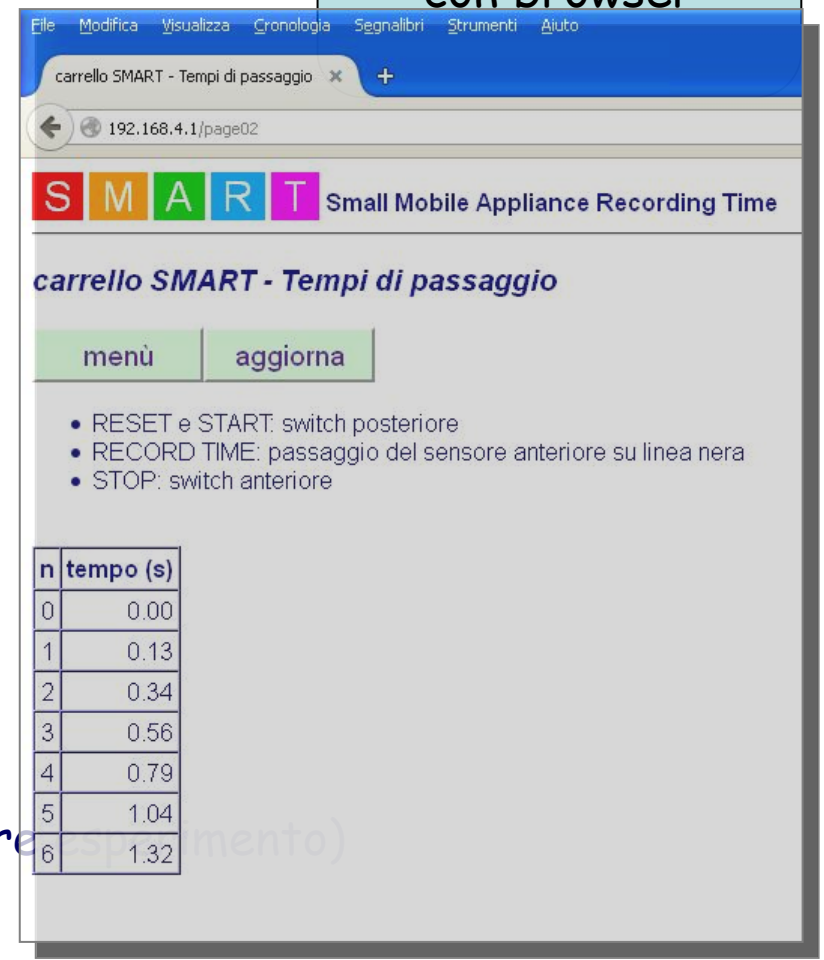 con browser
File Modifica Visualizza Cronologia Segnalibri Strumenti Aiuto
carrello SMART - Tempi di passaggio × +
192.168.4.1/page02
S M A R T Small Mobile Appliance Recording Time
carrello SMART - Tempi di passaggio
menù aggiorna
• RESET e START: switch posteriore
• RECORD TIME: passaggio del sensore anteriore su linea nera
• STOP: switch anteriore
n tempo (s)
0 0.00
1 0.13
2 0.34
3 0.56
4 0.79
5 1.04
6 1.32
re esperimento)